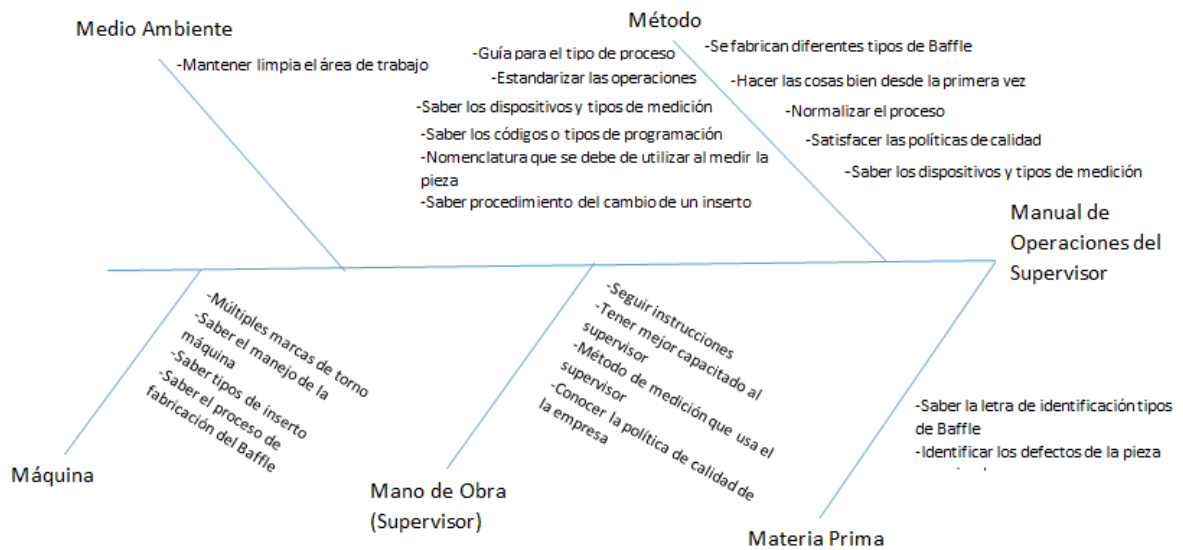 Medio Ambiente
-Mantener limpia el área de trabajo
Método
-Guía para el tipo de proceso
-Estandarizar las operaciones
-Saber los dispositivos y tipos de medición
-Saber los códigos o tipos de programación
-Nomenclatura que se debe de utilizar al medir la
pieza
-Saber procedimiento del cambio de un inserto
-Se fabrican diferentes tipos de Baffle
-Hacer las cosas bien desde la primera vez
-Normalizar el proceso
-Satisfacer las políticas de calidad
-Saber los dispositivos y tipos de medición
Manual de
Operaciones del
Supervisor
-Múltiples marcas de torno
-Saber el manejo de la
máquina
-Saber tipos de inserto
-Saber el proceso de
fabricación del Baffle
Máquina
-Seguir instrucciones
-Tener mejor capacitado al
supervisor
-Método de medición que usa el
supervisor
-Conocer la política de calidad de
la empresa
Mano de Obra
(Supervisor)
-Saber la letra de identificación tipos
de Baffle
-Identificar los defectos de la pieza
Materia Prima